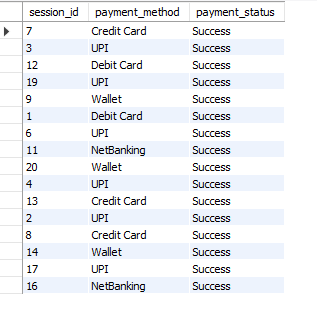 session_id payment_method payment_status
7 Credit Card Success
3 UPI Success
12 Debit Card Success
19 UPI Success
9 Wallet Success
1 Debit Card Success
6 UPI Success
11 NetBanking Success
20 Wallet Success
4 UPI Success
13 Credit Card Success
2 UPI Success
8 Credit Card Success
14 Wallet Success
17 UPI Success
16 NetBanking Success